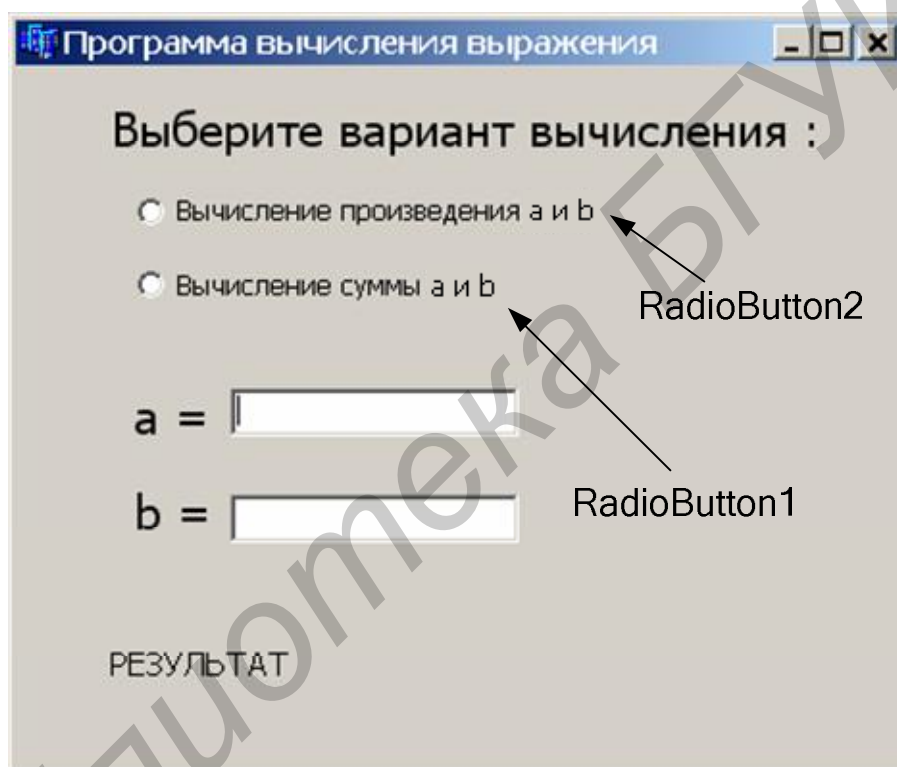 Программа вычисления выражения
Выберите вариант вычисления :
Вычисление произведения a и b
Вычисление суммы a и b
RadioButton2
a =
b =
RadioButton1
РЕЗУЛЬТАТ